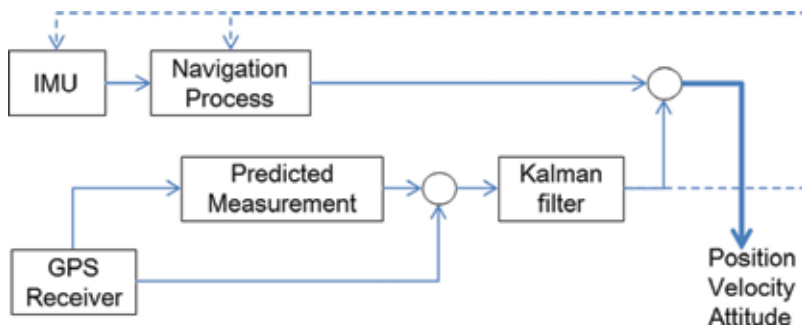 IMU
Navigation
Process
Predicted
Measurement
Kalman
filter
GPS
Receiver
Position
Velocity
Attitude